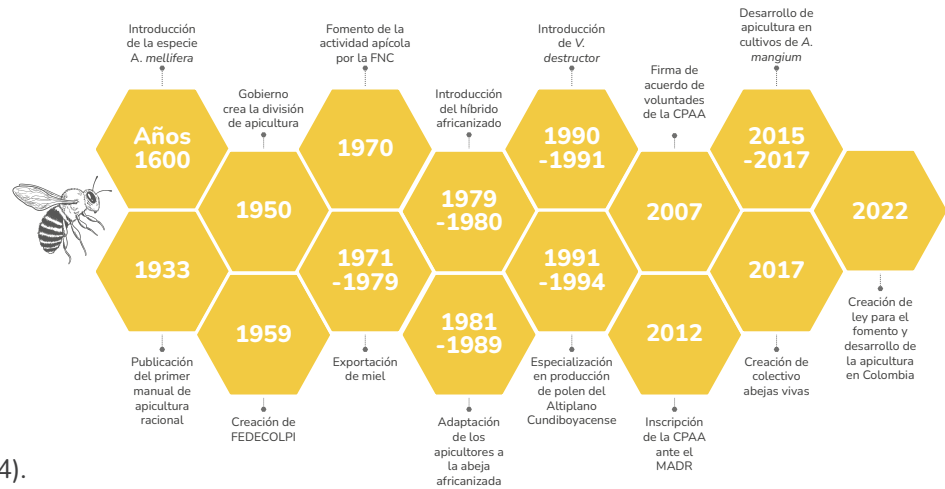 Introducción
de la especie
A. mellifera
Años
1600
1933
Publicación
del primer
manual de
apicultura
racional
Gobierno
crea la división
de apicultura
1950
1959
Creación de
FEDECOLPI
Fomento de la
actividad apícola
por la FNC
1970
1971
-1979
Exportación
de miel
Introducción
del híbrido
africanizado
1979
-1980
1981
-1989
Adaptación
de los
apicultores a
la abeja
africanizada
Introducción
de V.
destructor
1990
-1991
1991
-1994
Especialización
en producción
de polen del
Altiplano
Cundiboyacense
Firma de
acuerdo de
voluntades
de la CPAA
2007
2012
Inscripción
de la CPAA
ante el
MADR
Desarrollo de
apicultura en
cultivos de A.
mangium
2015
-2017
2017
Creación de
colectivo
abejas vivas
2022
Creación de
ley para el
fomento y
desarrollo de
la apicultura
en Colombia
4).